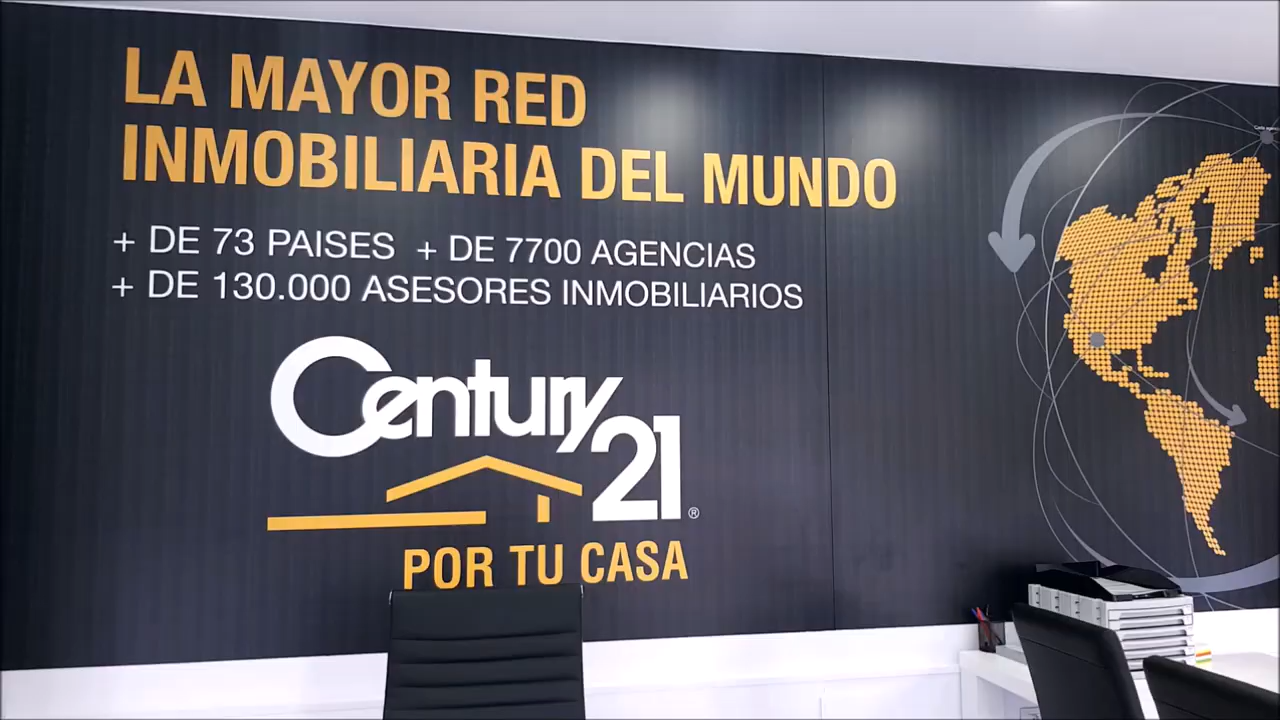 LA MAYOR RED
INMOBILIARIA DEL MUNDO
+ DE 73 PAISES + DE 7700 AGENCIAS
+ DE 130.000 ASESORES INMOBILIARIOS
Century
21®
POR TU CASA